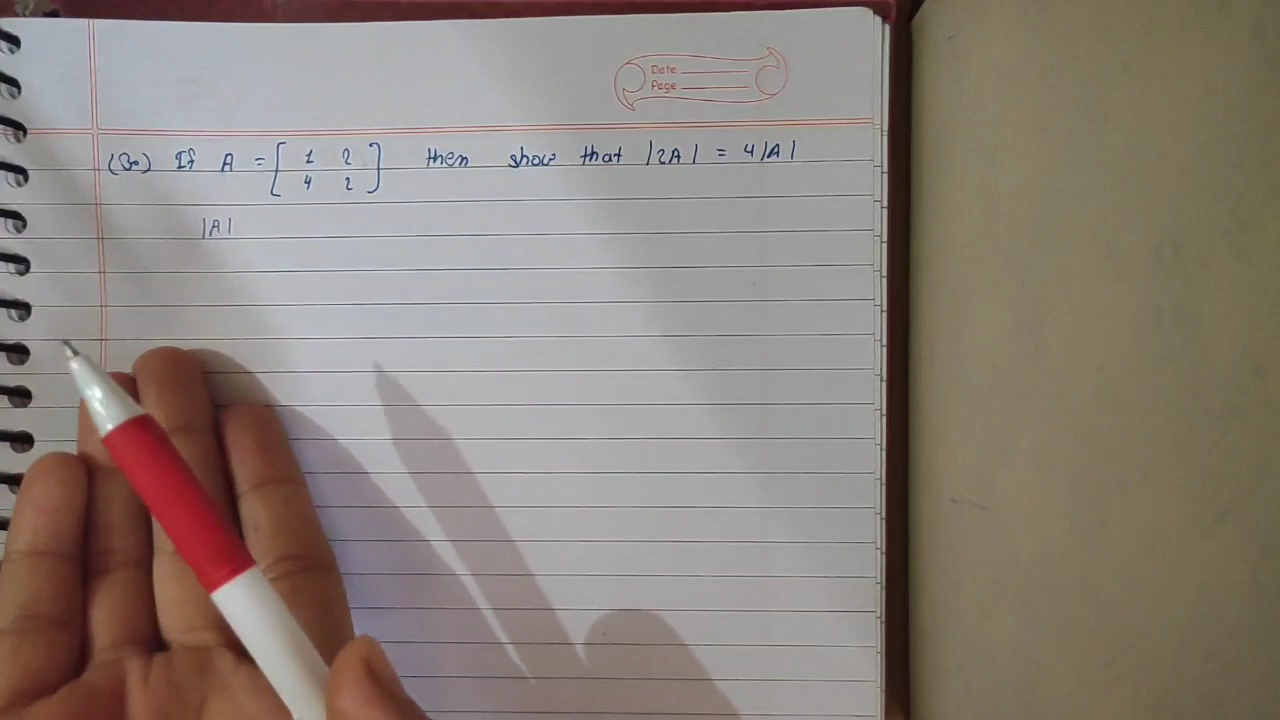 Date
Page
(Q.) If A = [ 1 2 ] then show that |2A| = 4|A|
[ 4 2 ]
|A|